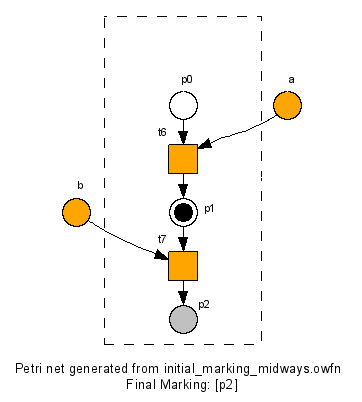 p0
a
t6
b
p1
t7
p2
Petri net generated from initial_marking_midways.owfn
Final Marking: [p2]